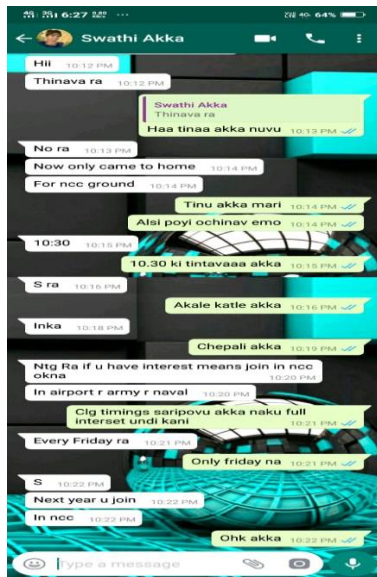 6:27
64%
Swathi Akka
Hii 10:12 PM
Thinava ra 10:12 PM
Swathi Akka
Thinava ra
Haa tinaa akka nuvu 10:13 PM
No ra 10:13 PM
Now only came to home 10:14 PM
For ncc ground 10:14 PM
Tinu akka mari 10:14 PM
Alsi poyi ochinav emo 10:14 PM
10:30 10:15 PM
10.30 ki tintavaaa akka 10:15 PM
S ra 10:16 PM
Akale katle akka 10:16 PM
Inka 10:18 PM
Chepali akka 10:19 PM
Ntg Ra if u have interest means join in ncc
okna 10:20 PM
In airport r army r naval 10:20 PM
Clg timings saripovu akka naku full
interset undi kani 10:21 PM
Every Friday ra 10:21 PM
Only friday na 10:21 PM
S 10:22 PM
Next year u join 10:22 PM
In ncc 10:22 PM
Ohk akka 10:22 PM
Type a message